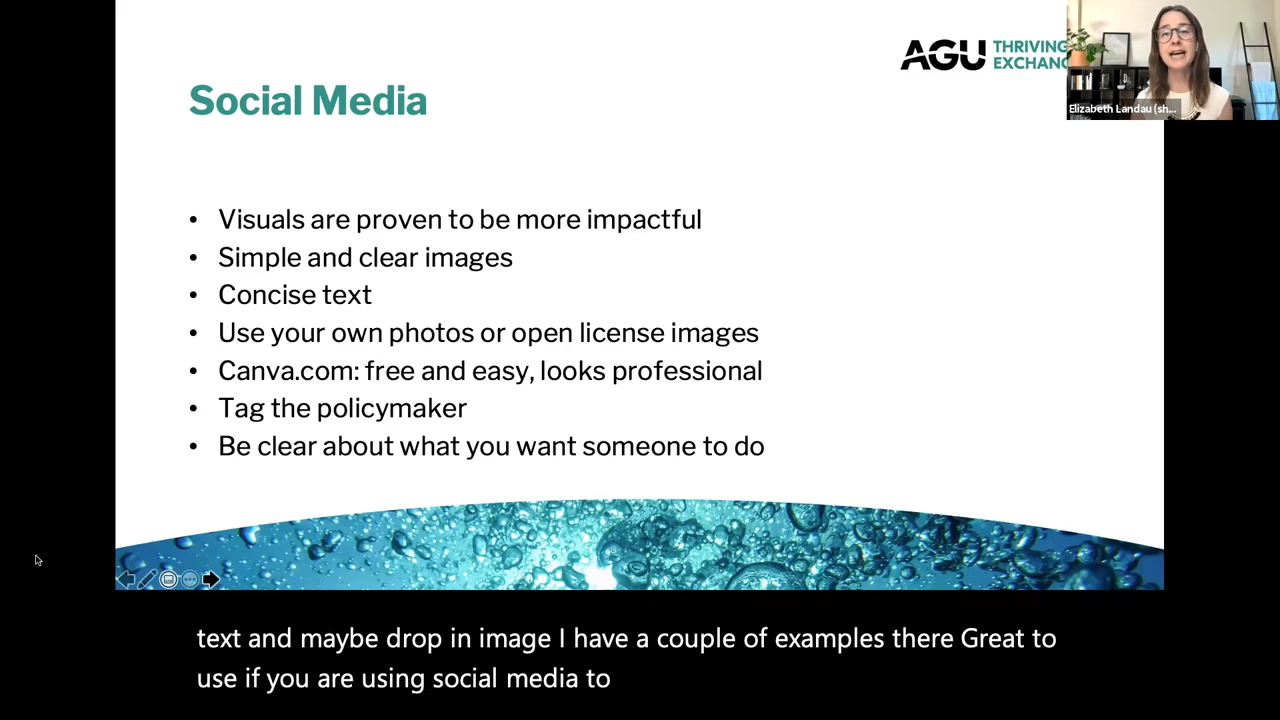 AGU THRIVING
EXCHANG
Elizabeth Landau (sh...
Social Media
• Visuals are proven to be more impactful
• Simple and clear images
• Concise text
• Use your own photos or open license images
• Canva.com: free and easy, looks professional
• Tag the policymaker
• Be clear about what you want someone to do
text and maybe drop in image I have a couple of examples there Great to
use if you are using social media to